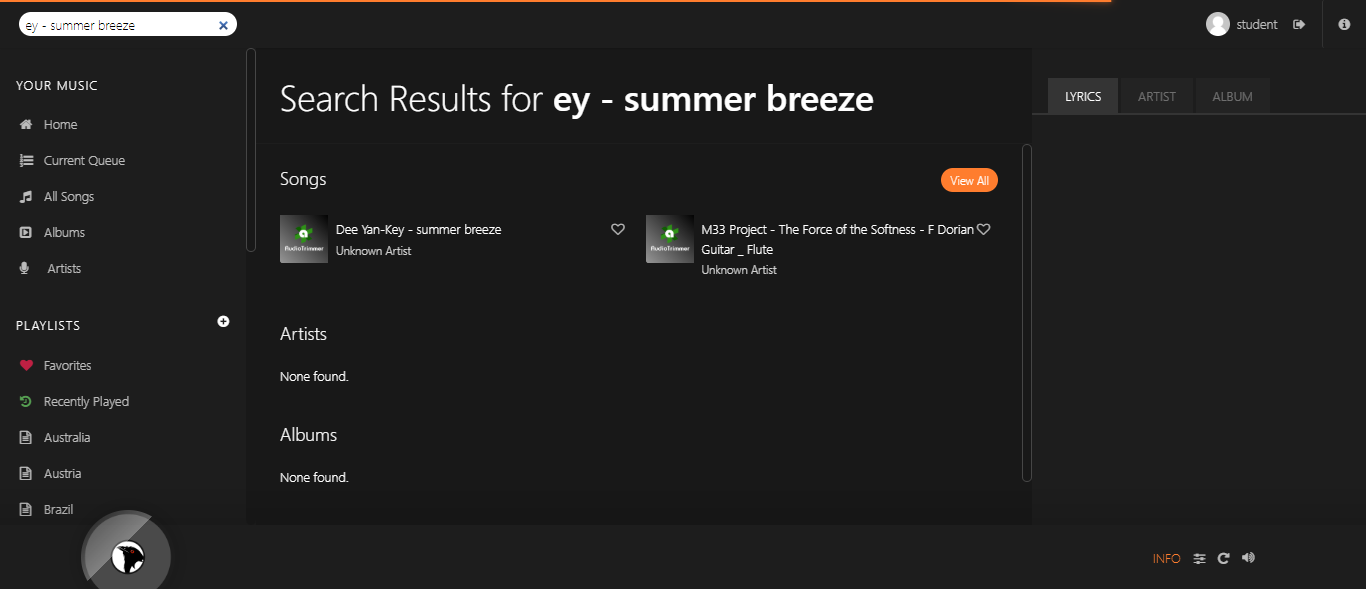 ey - summer breeze
student
YOUR MUSIC
Home
Current Queue
All Songs
Albums
Artists
PLAYLISTS
Favorites
Recently Played
Australia
Austria
Brazil
Search Results for ey - summer breeze
Songs
View All
AudioTrimmer
Dee Yan-Key - summer breeze
Unknown Artist
AudioTrimmer
M33 Project - The Force of the Softness - F Dorian
Guitar _ Flute
Unknown Artist
Artists
None found.
Albums
None found.
LYRICS
ARTIST
ALBUM
INFO